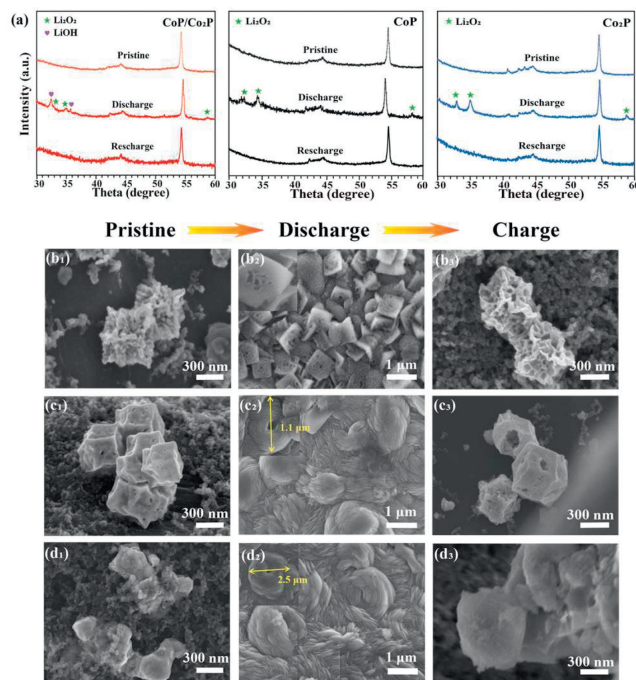 (a)
★ Li₂O₂
♥ LiOH
CoP/Co₂P
Pristine
Discharge
Rescharge
Intensity (a.u.)
30 35 40 45 50 55 60
Theta (degree)
★ Li₂O₂
CoP
Pristine
Discharge
Rescharge
30 35 40 45 50 55 60
Theta (degree)
★ Li₂O₂
Co₂P
Pristine
Discharge
Rescharge
30 35 40 45 50 55 60
Theta (degree)
Pristine Discharge Charge
(b₁)
300 nm
(b₂)
1 µm
(b₃)
300 nm
(c₁)
300 nm
(c₂)
1.1 µm
1 µm
(c₃)
300 nm
(d₁)
300 nm
(d₂)
2.5 µm
1 µm
(d₃)
300 nm